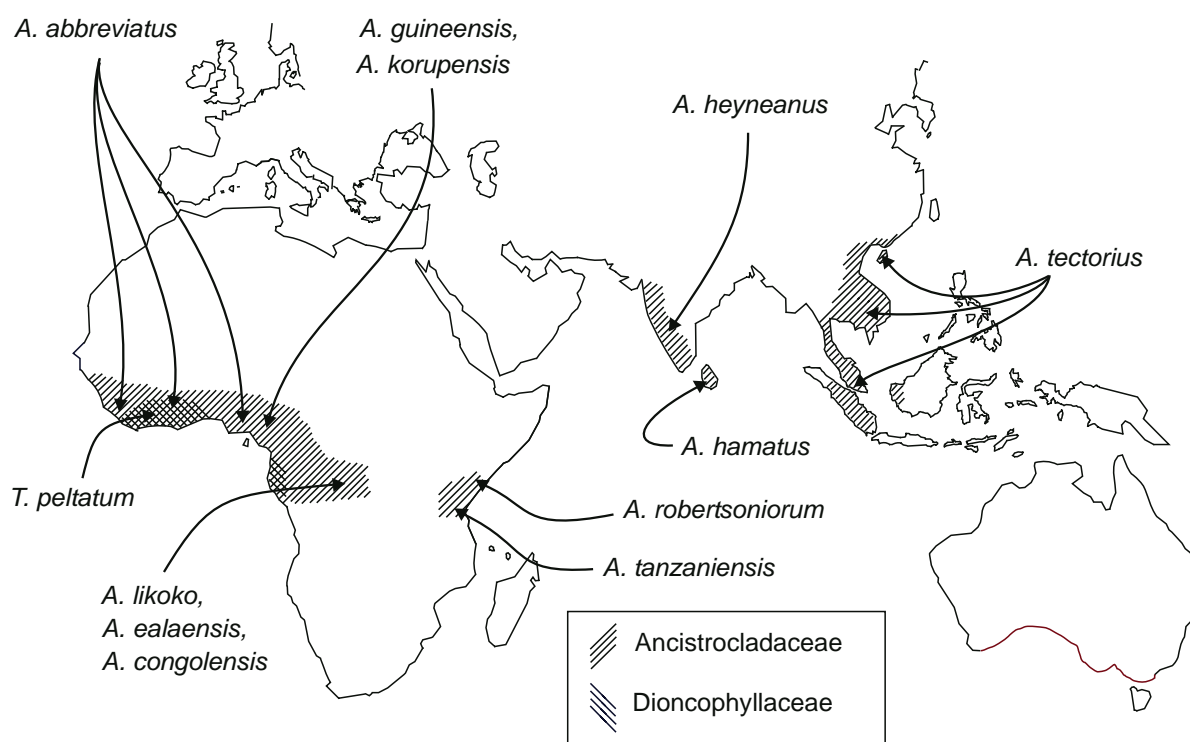 A. abbreviatus
A. guineensis,
A. korupensis
A. heyneanus
A. tectorius
A. hamatus
T. peltatum
A. robertsoniorum
A. tanzaniensis
A. likoko,
A. ealaensis,
A. congolensis
Ancistrocladaceae
Dioncophyllaceae